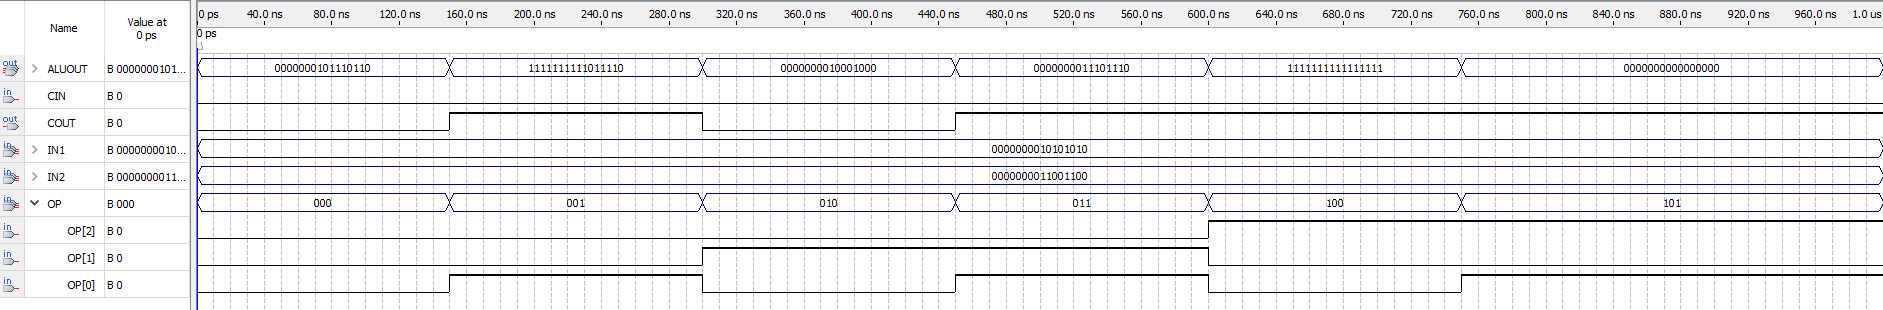 Name Value at 0 ps
0 ps 40.0 ns 80.0 ns 120.0 ns 160.0 ns 200.0 ns 240.0 ns 280.0 ns 320.0 ns 360.0 ns 400.0 ns 440.0 ns 480.0 ns 520.0 ns 560.0 ns 600.0 ns 640.0 ns 680.0 ns 720.0 ns 760.0 ns 800.0 ns 840.0 ns 880.0 ns 920.0 ns 960.0 ns 1.0 us
0 ps
out ALUOUT B 0000000101... 0000000101110110 1111111111011110 0000000010001000 0000000011101110 1111111111111111 0000000000000000
in CIN B 0
out COUT B 0
in IN1 B 0000000010... 0000000010101010
in IN2 B 0000000011... 0000000011001100
in OP B 000 000 001 010 011 100 101
in OP[2] B 0
in OP[1] B 0
in OP[0] B 0